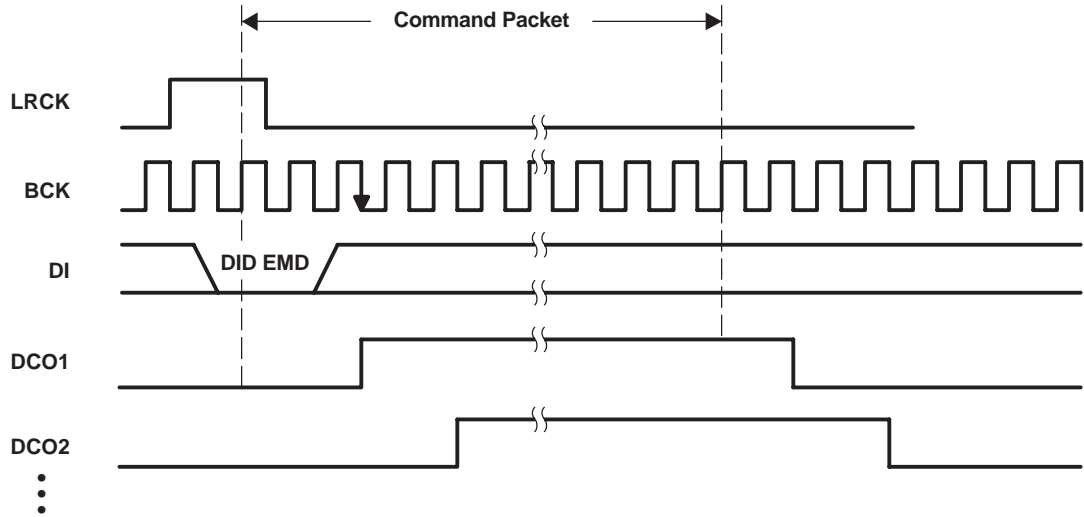 Command Packet
LRCK
BCK
DI
DID EMD
DCO1
DCO2